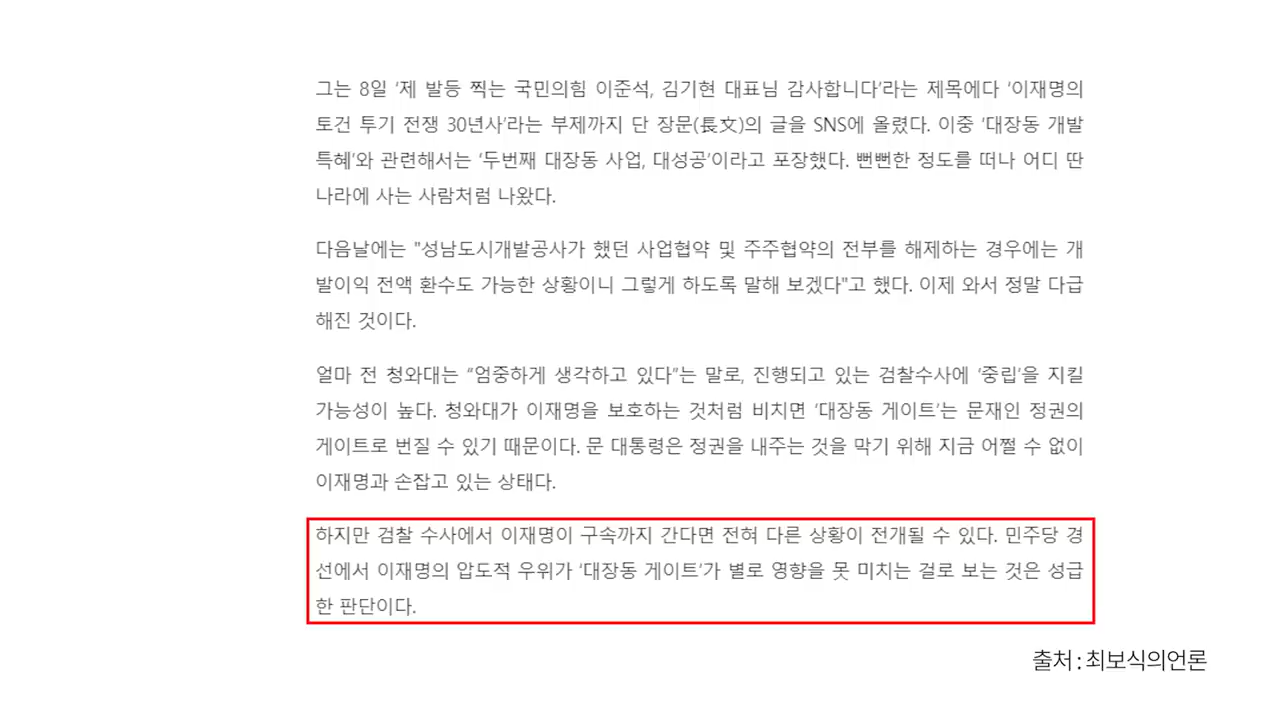 그는 8일 ‘제 발등 찍는 국민의힘 이준석, 김기현 대표님 감사합니다’라는 제목에다 ‘이재명의
토건 투기 전쟁 30년사’라는 부제까지 단 장문(長文)의 글을 SNS에 올렸다. 이중 ‘대장동 개발
특혜’와 관련해서는 ‘두번째 대장동 사업, 대성공’이라고 포장했다. 뻔뻔한 정도를 떠나 어디 딴
나라에 사는 사람처럼 나왔다.
다음날에는 "성남도시개발공사가 했던 사업협약 및 주주협약의 전부를 해제하는 경우에는 개
발이익 전액 환수도 가능한 상황이니 그렇게 하도록 말해 보겠다"고 했다. 이제 와서 정말 다급
해진 것이다.
얼마 전 청와대는 “엄중하게 생각하고 있다”는 말로, 진행되고 있는 검찰수사에 ‘중립’을 지킬
가능성이 높다. 청와대가 이재명을 보호하는 것처럼 비치면 ‘대장동 게이트’는 문재인 정권의
게이트로 번질 수 있기 때문이다. 문 대통령은 정권을 내주는 것을 막기 위해 지금 어쩔 수 없이
이재명과 손잡고 있는 상태다.
하지만 검찰 수사에서 이재명이 구속까지 간다면 전혀 다른 상황이 전개될 수 있다. 민주당 경
선에서 이재명의 압도적 우위가 ‘대장동 게이트’가 별로 영향을 못 미치는 걸로 보는 것은 성급
한 판단이다.
출처 : 최보식의언론